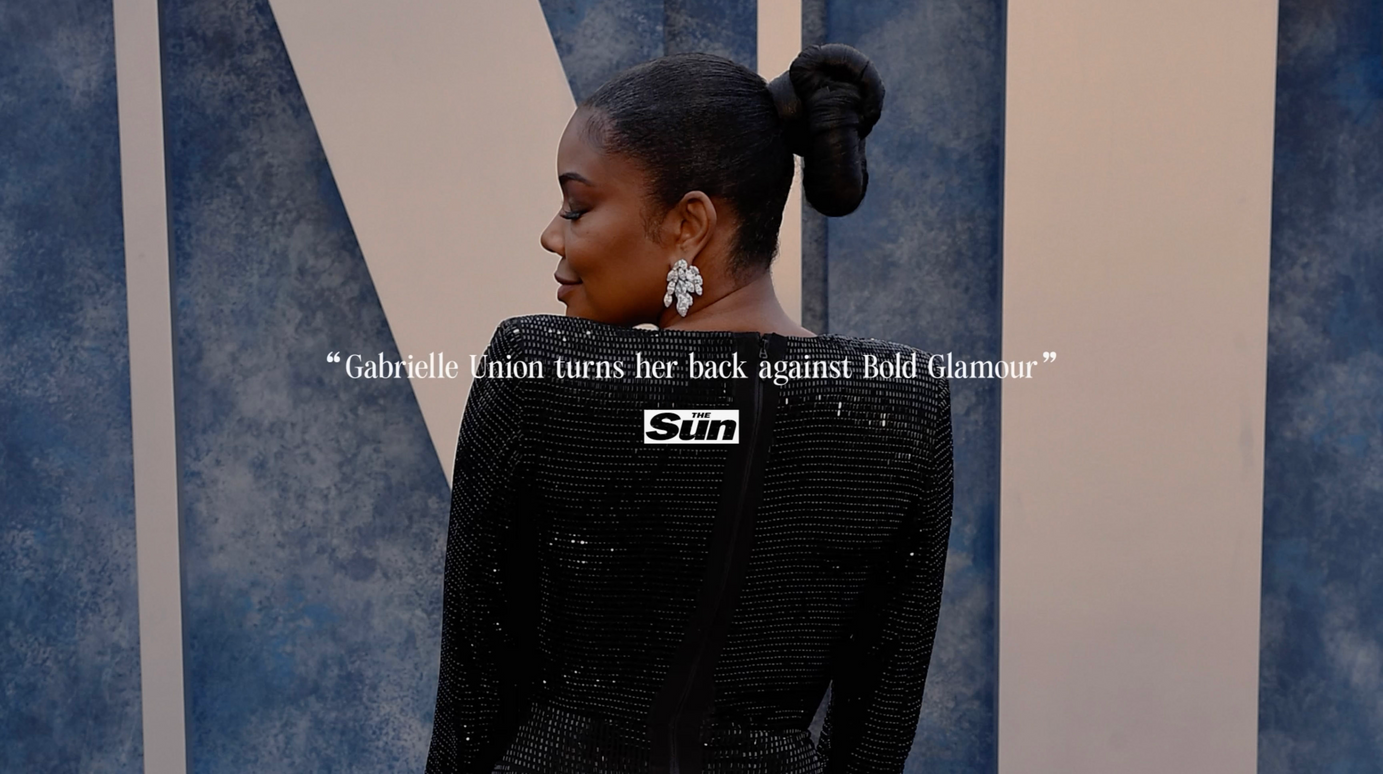 “Gabrielle Union turns her back against Bold Glamour”
THE
Sun